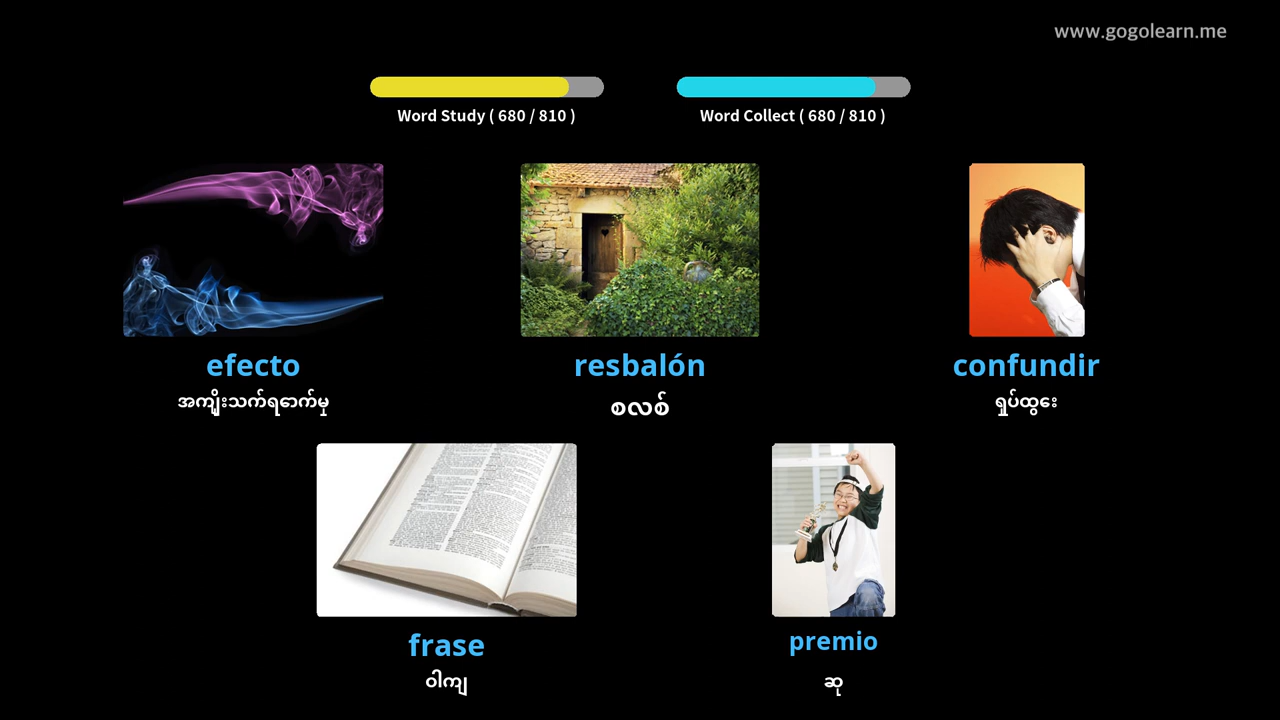 www.gogolearn.me
Word Study ( 680 / 810 )
Word Collect ( 680 / 810 )
efecto
အကျိုးသက်ရောက်မှု
resbalón
စလစ်
confundir
ရှုပ်ထွေး
frase
ဝါကျ
premio
ဆု